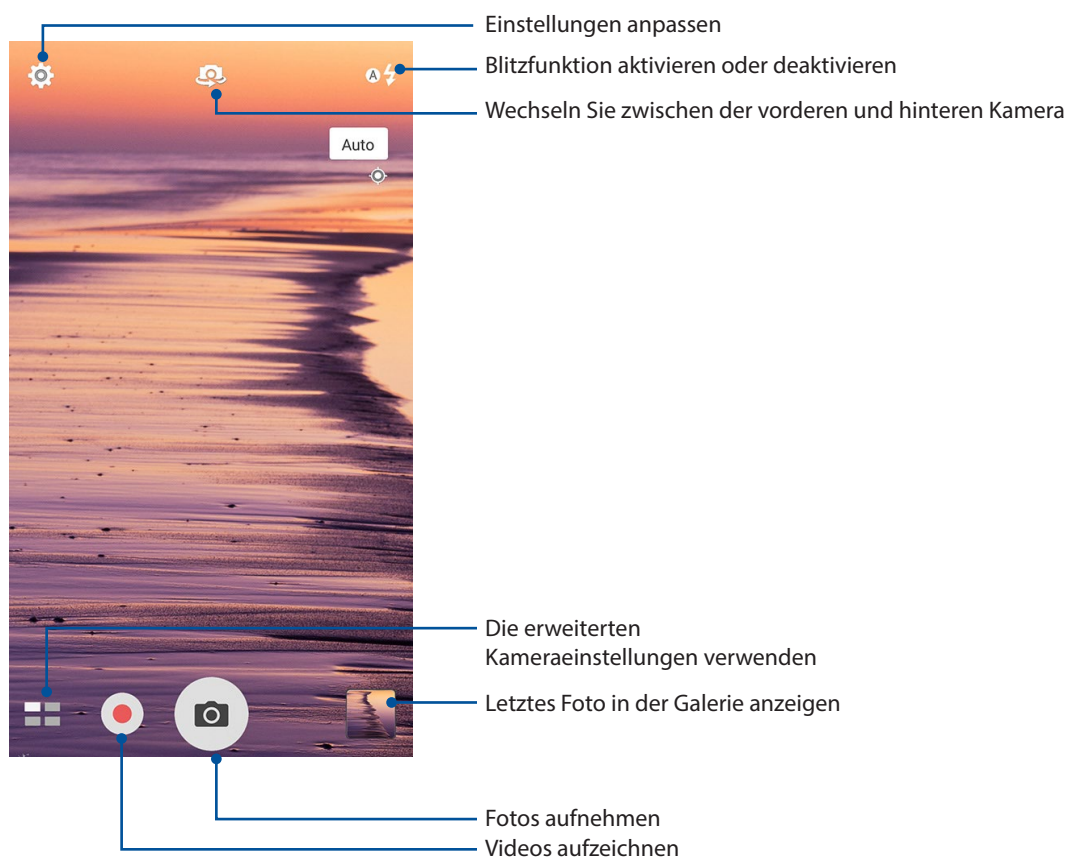 Einstellungen anpassen
Blitzfunktion aktivieren oder deaktivieren
Wechseln Sie zwischen der vorderen und hinteren Kamera
A
Auto
Die erweiterten
Kameraeinstellungen verwenden
Letztes Foto in der Galerie anzeigen
Fotos aufnehmen
Videos aufzeichnen